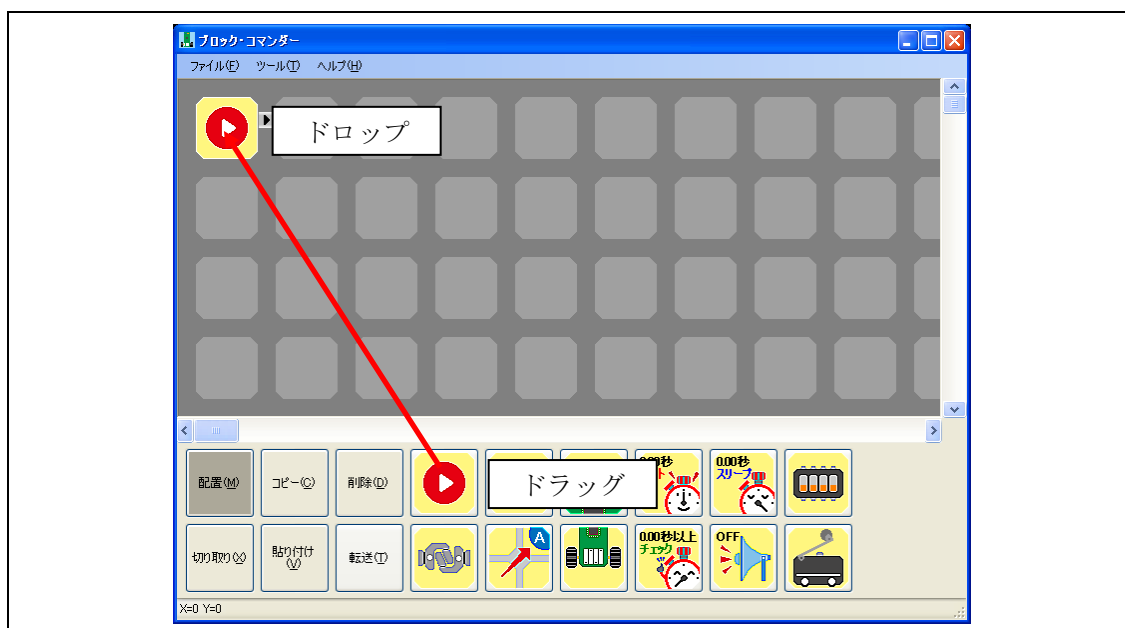 ブロック・コマンダー
ファイル(F) ツール(T) ヘルプ(H)
ドロップ
配置(M)
コピー(C)
削除(D)
ドラッグ
0.00秒
スリープ
切り取り(X)
貼り付け
(V)
転送(T)
A
0.00秒以上
チェック
OFF
X=0 Y=0